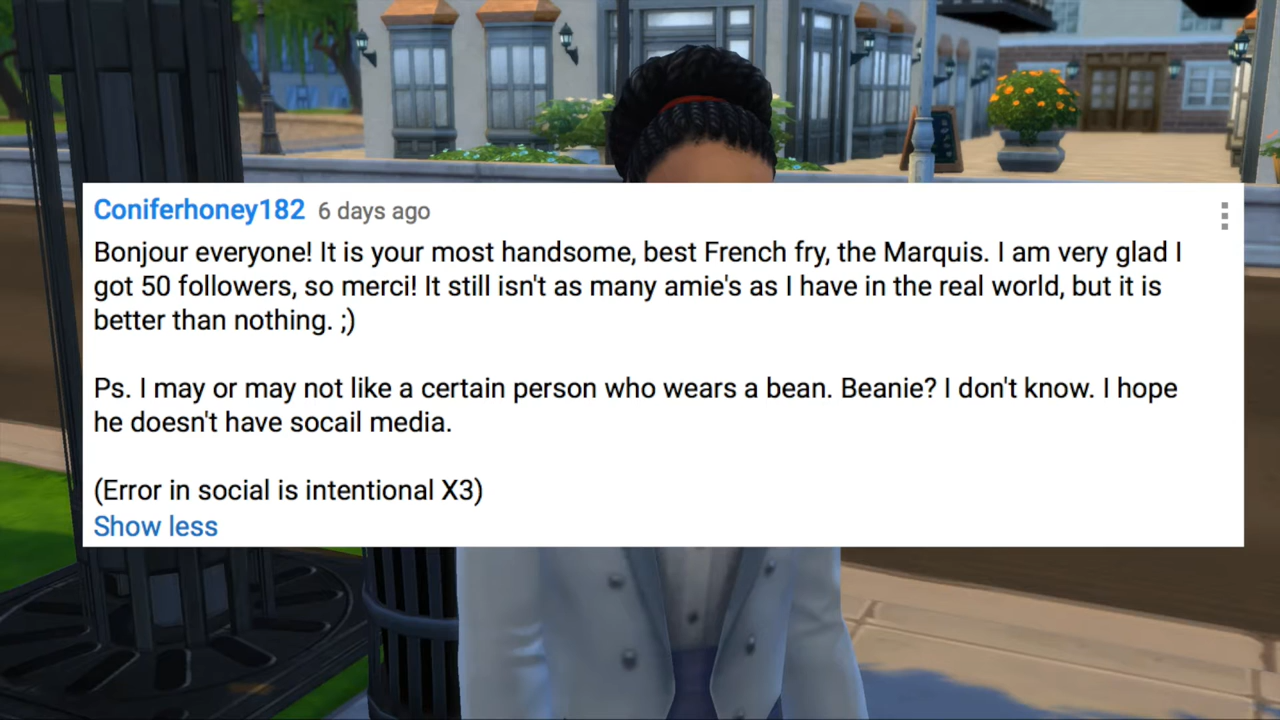 Coniferhoney182 6 days ago
Bonjour everyone! It is your most handsome, best French fry, the Marquis. I am very glad I
got 50 followers, so merci! It still isn't as many amie's as I have in the real world, but it is
better than nothing. ;)
Ps. I may or may not like a certain person who wears a bean. Beanie? I don't know. I hope
he doesn't have socail media.
(Error in social is intentional X3)
Show less